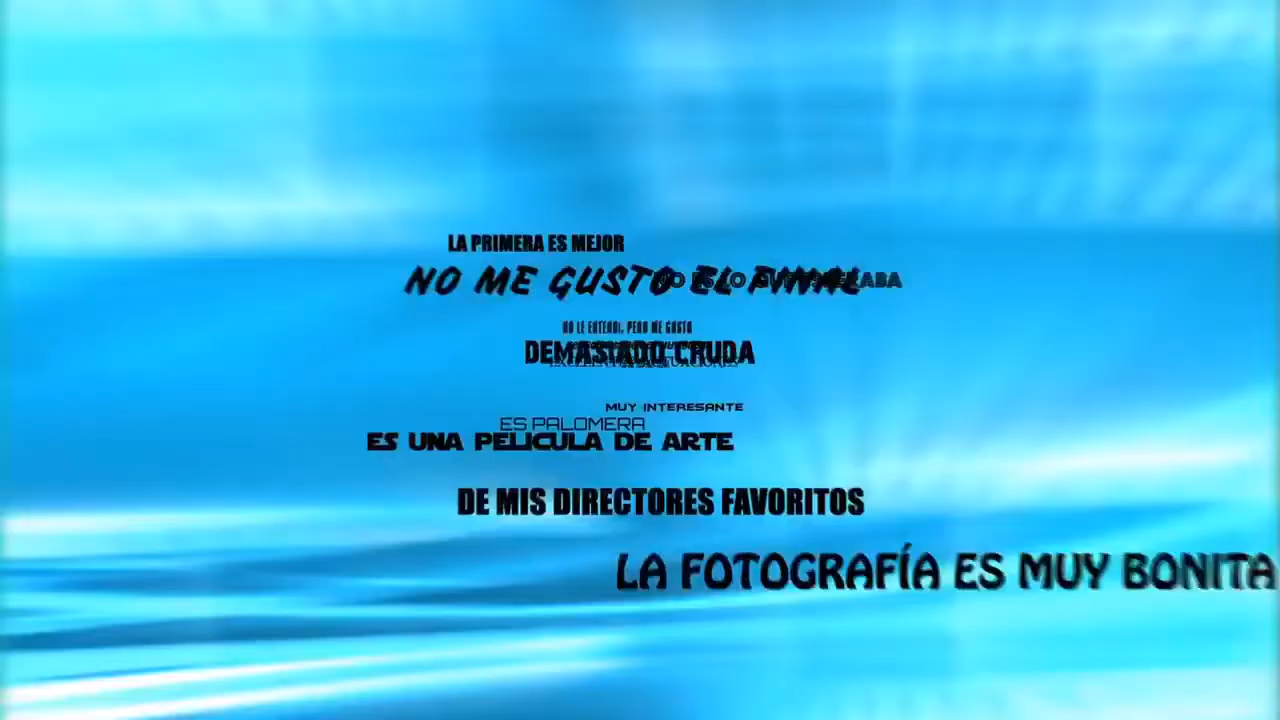 LA PRIMERA ES MEJOR
NO ME GUSTO EL FINAL
NO LE ENTENDI, PERO ME GUSTO
DEMASIADO CRUDA
MUY INTERESANTE
ES PALOMERA
ES UNA PELICULA DE ARTE
DE MIS DIRECTORES FAVORITOS
LA FOTOGRAFÍA ES MUY BONITA